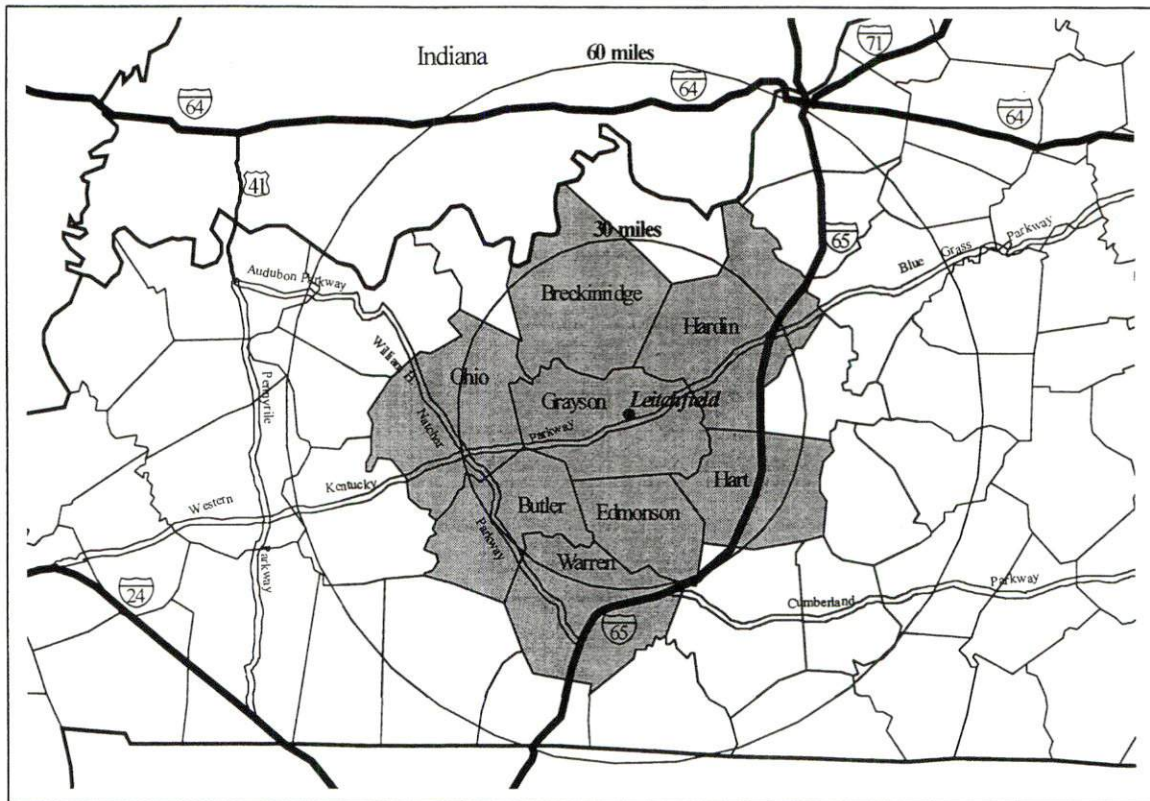 Indiana
60 miles
71
64
64
64
41
30 miles
65
Blue Grass Parkway
Audubon Parkway
Breckinridge
Hardin
William H. Natcher Parkway
Ohio
Pennyrile Parkway
Grayson
Leitchfield
Western Kentucky Parkway
Hart
Butler
Edmonson
Warren
24
Cumberland Parkway
65